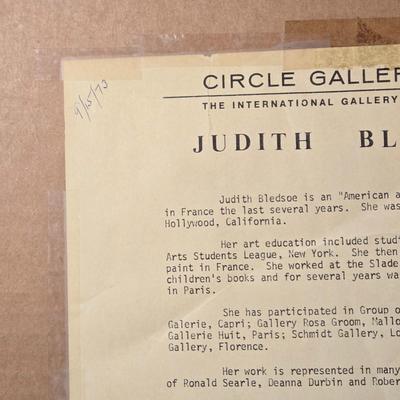 9/15/73
CIRCLE GALLER
THE INTERNATIONAL GALLERY
JUDITH BL
Judith Bledsoe is an "American a
in France the last several years. She was
Hollywood, California.
Her art education included stud
Arts Students League, New York. She then
paint in France. She worked at the Slade
children's books and for several years wa
in Paris.
She has participated in Group o
Galerie, Capri; Gallery Rosa Groom, Mallo
Gallerie Huit, Paris; Schmidt Gallery, Lo
Gallery, Florence.
Her work is represented in many
of Ronald Searle, Deanna Durbin and Rober